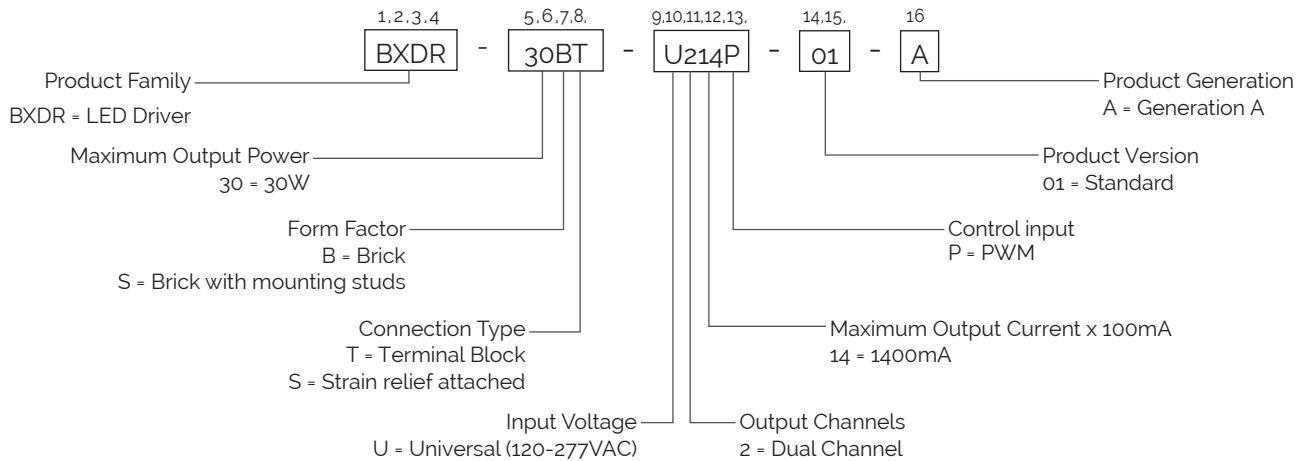 1,2,3,4 5,6,7,8, 9,10,11,12,13, 14,15, 16
BXDR - 30BT - U214P - 01 - A
Product Family
BXDR = LED Driver
Product Generation
A = Generation A
Maximum Output Power
30 = 30W
Product Version
01 = Standard
Form Factor
B = Brick
S = Brick with mounting studs
Control input
P = PWM
Connection Type
T = Terminal Block
S = Strain relief attached
Maximum Output Current x 100mA
14 = 1400mA
Input Voltage
U = Universal (120-277VAC)
Output Channels
2 = Dual Channel